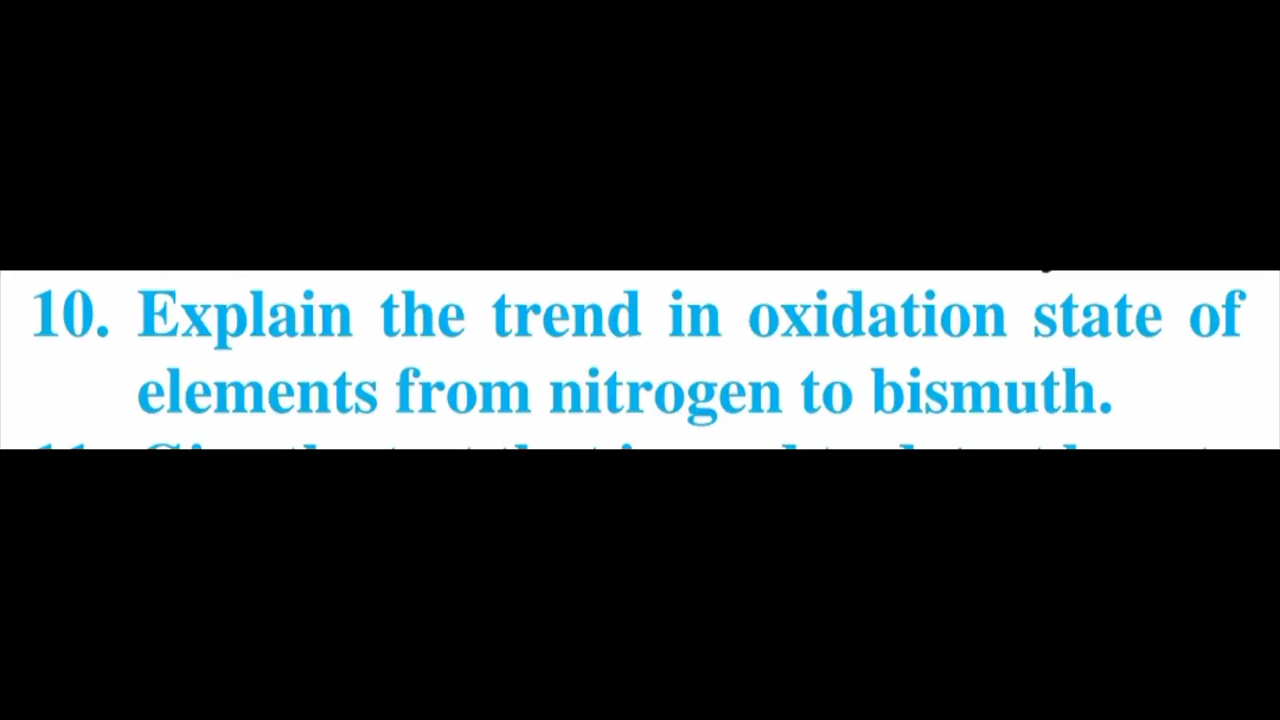 10. Explain the trend in oxidation state of
elements from nitrogen to bismuth.